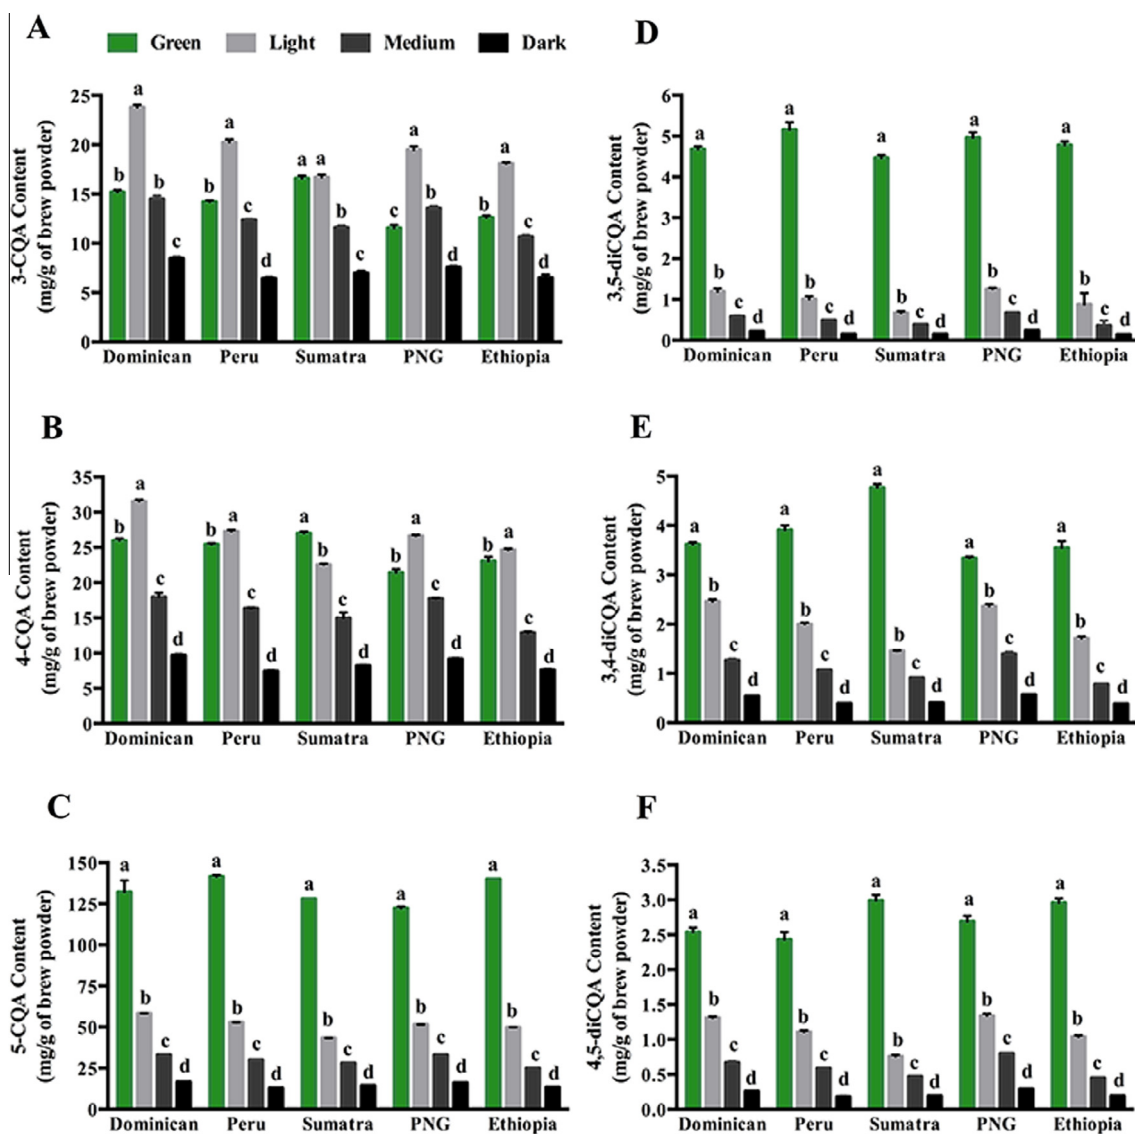 A
Green Light Medium Dark
3-CQA Content
(mg/g of brew powder)
25
20
15
10
5
0
b a b c
b a c d
a a b c
c a b d
b a c d
Dominican Peru Sumatra PNG Ethiopia
B
4-CQA Content
(mg/g of brew powder)
35
30
25
20
15
10
5
0
b a c d
b a c d
a b c d
b a c d
b a c d
Dominican Peru Sumatra PNG Ethiopia
C
5-CQA Content
(mg/g of brew powder)
150
125
100
75
50
25
0
a b c d
a b c d
a b c d
a b c d
a b c d
Dominican Peru Sumatra PNG Ethiopia
D
3,5-diCQA Content
(mg/g of brew powder)
6
5
4
3
2
1
0
a b c d
a b c d
a b c d
a b c d
a b c d
Dominican Peru Sumatra PNG Ethiopia
E
3,4-diCQA Content
(mg/g of brew powder)
5
4
3
2
1
0
a b c d
a b c d
a b c d
a b c d
a b c d
Dominican Peru Sumatra PNG Ethiopia
F
4,5-diCQA Content
(mg/g of brew powder)
3.5
3.0
2.5
2.0
1.5
1.0
0.5
0.0
a b c d
a b c d
a b c d
a b c d
a b c d
Dominican Peru Sumatra PNG Ethiopia